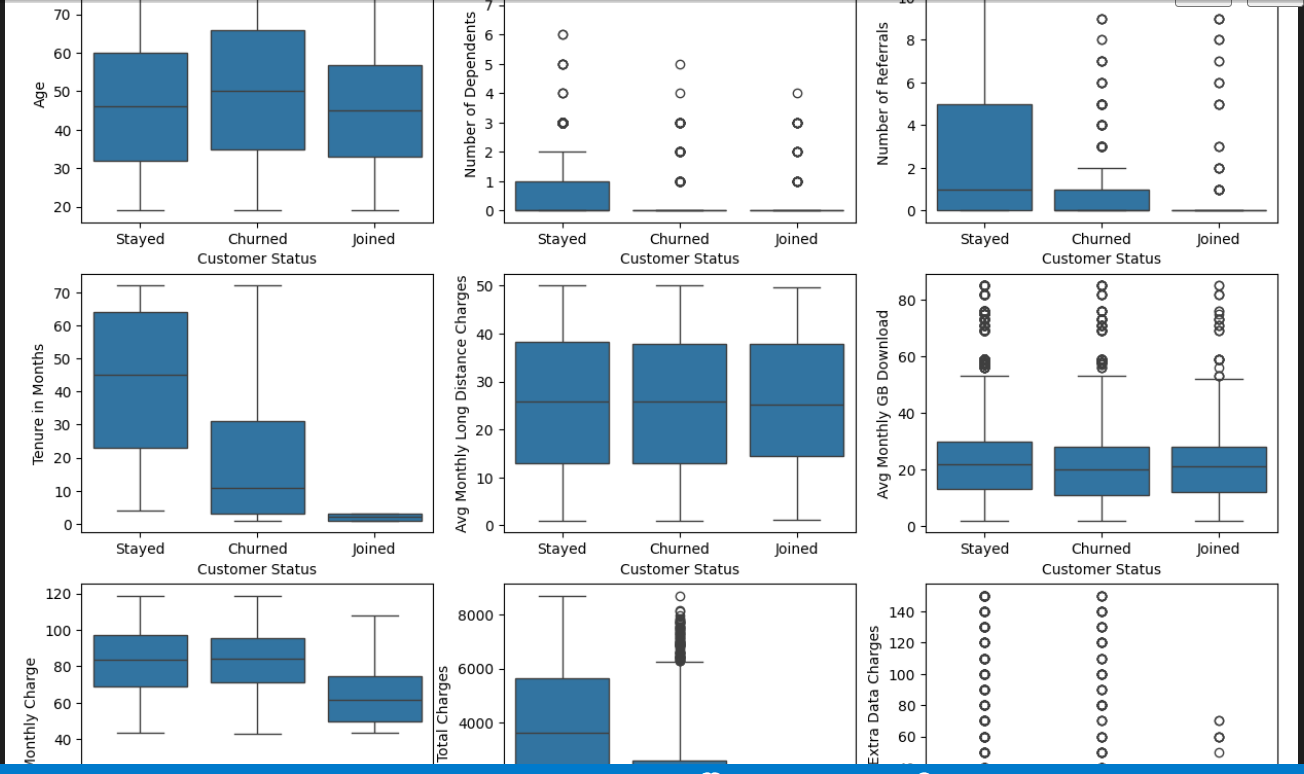 70
60
50
40
30
20
Age
Stayed Churned Joined
Customer Status
7
6
5
4
3
2
1
0
Number of Dependents
Stayed Churned Joined
Customer Status
10
8
6
4
2
0
Number of Referrals
Stayed Churned Joined
Customer Status
70
60
50
40
30
20
10
0
Tenure in Months
Stayed Churned Joined
Customer Status
50
40
30
20
10
0
Avg Monthly Long Distance Charges
Stayed Churned Joined
Customer Status
80
60
40
20
0
Avg Monthly GB Download
Stayed Churned Joined
Customer Status
120
100
80
60
40
Monthly Charge
8000
6000
4000
Total Charges
140
120
100
80
60
Extra Data Charges